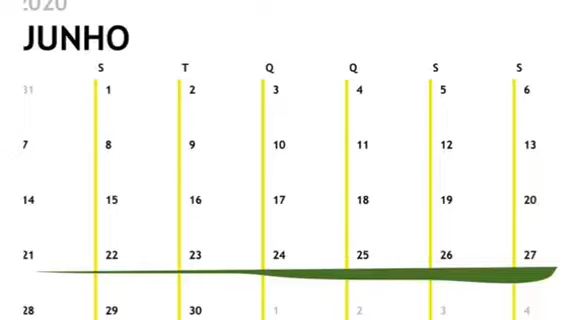 2020
JUNHO
S T Q Q S S
31 1 2 3 4 5 6
7 8 9 10 11 12 13
14 15 16 17 18 19 20
21 22 23 24 25 26 27
28 29 30 1 2 3 4